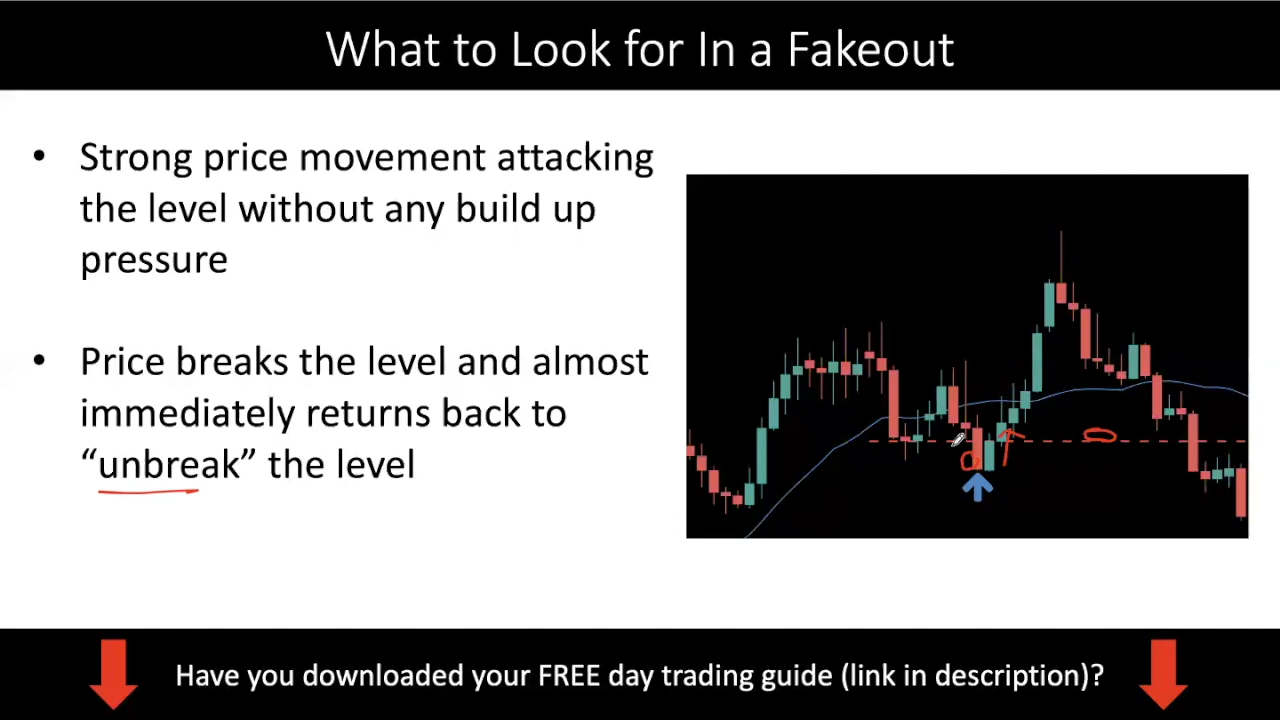 What to Look for In a Fakeout
• Strong price movement attacking
the level without any build up
pressure
• Price breaks the level and almost
immediately returns back to
“unbreak” the level
Have you downloaded your FREE day trading guide (link in description)?